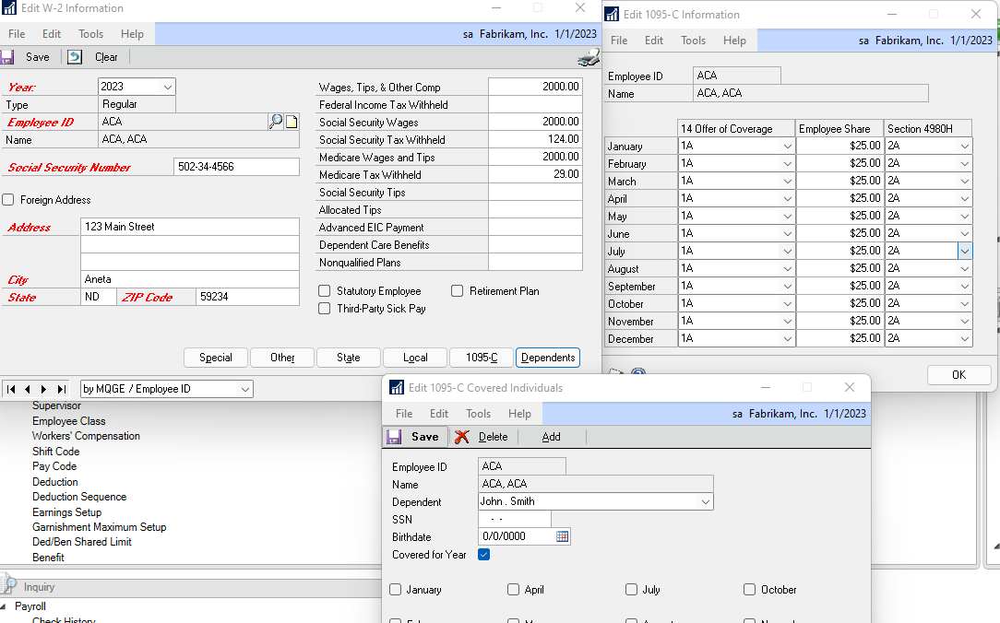 Edit W-2 Information
File Edit Tools Help sa Fabrikam, Inc. 1/1/2023
Save Clear
Year: 2023
Type Regular
Employee ID ACA
Name ACA, ACA
Social Security Number 502-34-4566
Foreign Address
Address 123 Main Street
City Aneta
State ND ZIP Code 59234
Wages, Tips, & Other Comp 2000.00
Federal Income Tax Withheld
Social Security Wages 2000.00
Social Security Tax Withheld 124.00
Medicare Wages and Tips 2000.00
Medicare Tax Withheld 29.00
Social Security Tips
Allocated Tips
Advanced EIC Payment
Dependent Care Benefits
Nonqualified Plans
Statutory Employee Retirement Plan
Third-Party Sick Pay
Special Other State Local 1095-C Dependents
by MQGE / Employee ID
Edit 1095-C Information
File Edit Tools Help sa Fabrikam, Inc. 1/1/2023
Employee ID ACA
Name ACA, ACA
14 Offer of Coverage Employee Share Section 4980H
January 1A $25.00 2A
February 1A $25.00 2A
March 1A $25.00 2A
April 1A $25.00 2A
May 1A $25.00 2A
June 1A $25.00 2A
July 1A $25.00 2A
August 1A $25.00 2A
September 1A $25.00 2A
October 1A $25.00 2A
November 1A $25.00 2A
December 1A $25.00 2A
OK
Supervisor
Employee Class
Workers' Compensation
Shift Code
Pay Code
Deduction
Deduction Sequence
Earnings Setup
Garnishment Maximum Setup
Ded/Ben Shared Limit
Benefit
Inquiry
Payroll
Check History
Edit 1095-C Covered Individuals
File Edit Tools Help sa Fabrikam, Inc. 1/1/2023
Save Delete Add
Employee ID ACA
Name ACA, ACA
Dependent John . Smith
SSN - -
Birthdate 0/0/0000
Covered for Year
January April July October